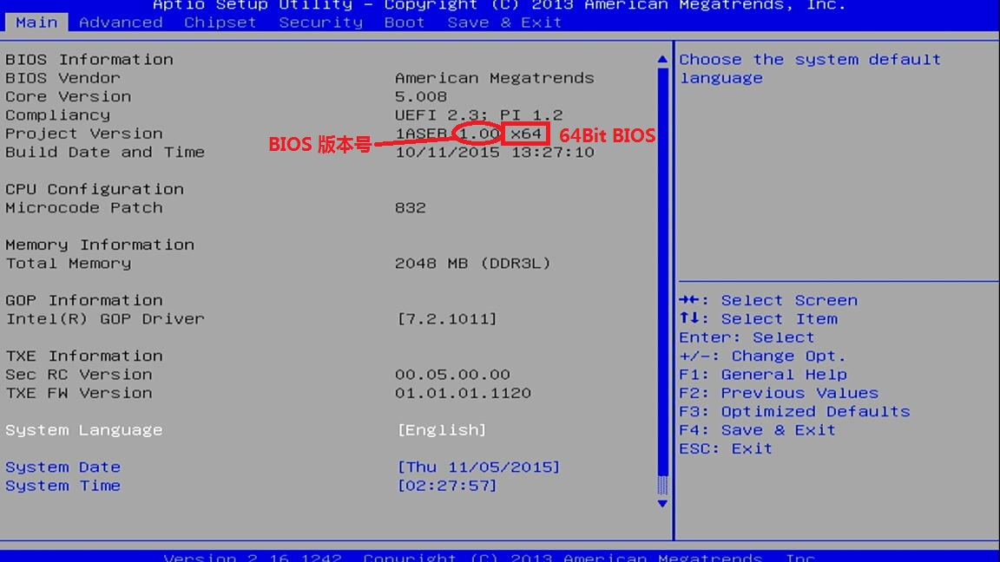 Aptio Setup Utility - Copyright (C) 2013 American Megatrends, Inc.
Main Advanced Chipset Security Boot Save & Exit
BIOS Information
BIOS Vendor American Megatrends
Core Version 5.008
Compliancy UEFI 2.3; PI 1.2
Project Version 1ASER 1.00 x64
BIOS 版本号
64Bit BIOS
Build Date and Time 10/11/2015 13:27:10
CPU Configuration
Microcode Patch 832
Memory Information
Total Memory 2048 MB (DDR3L)
GOP Information
Intel(R) GOP Driver [7.2.1011]
TXE Information
Sec RC Version 00.05.00.00
TXE FW Version 01.01.01.1120
System Language [English]
System Date [Thu 11/05/2015]
System Time [02:27:57]
Choose the system default
language
→←: Select Screen
↑↓: Select Item
Enter: Select
+/-: Change Opt.
F1: General Help
F2: Previous Values
F3: Optimized Defaults
F4: Save & Exit
ESC: Exit
Version 2.16.1242. Copyright (C) 2013 American Megatrends, Inc.